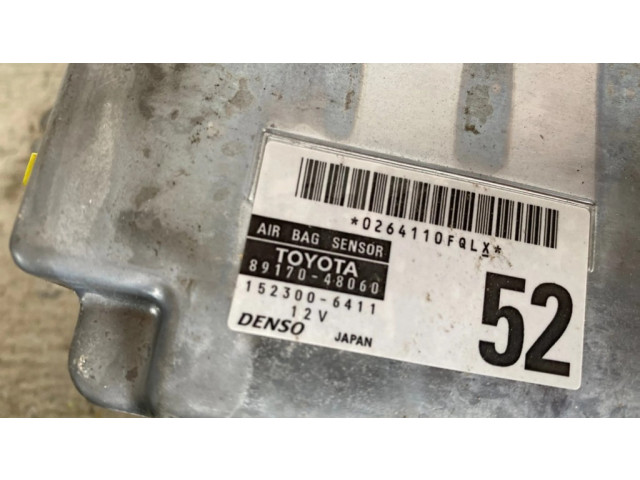 *0264110FQLX*
AIR BAG SENSOR
TOYOTA
89170-48060
152300-6411
12V
DENSO JAPAN
52